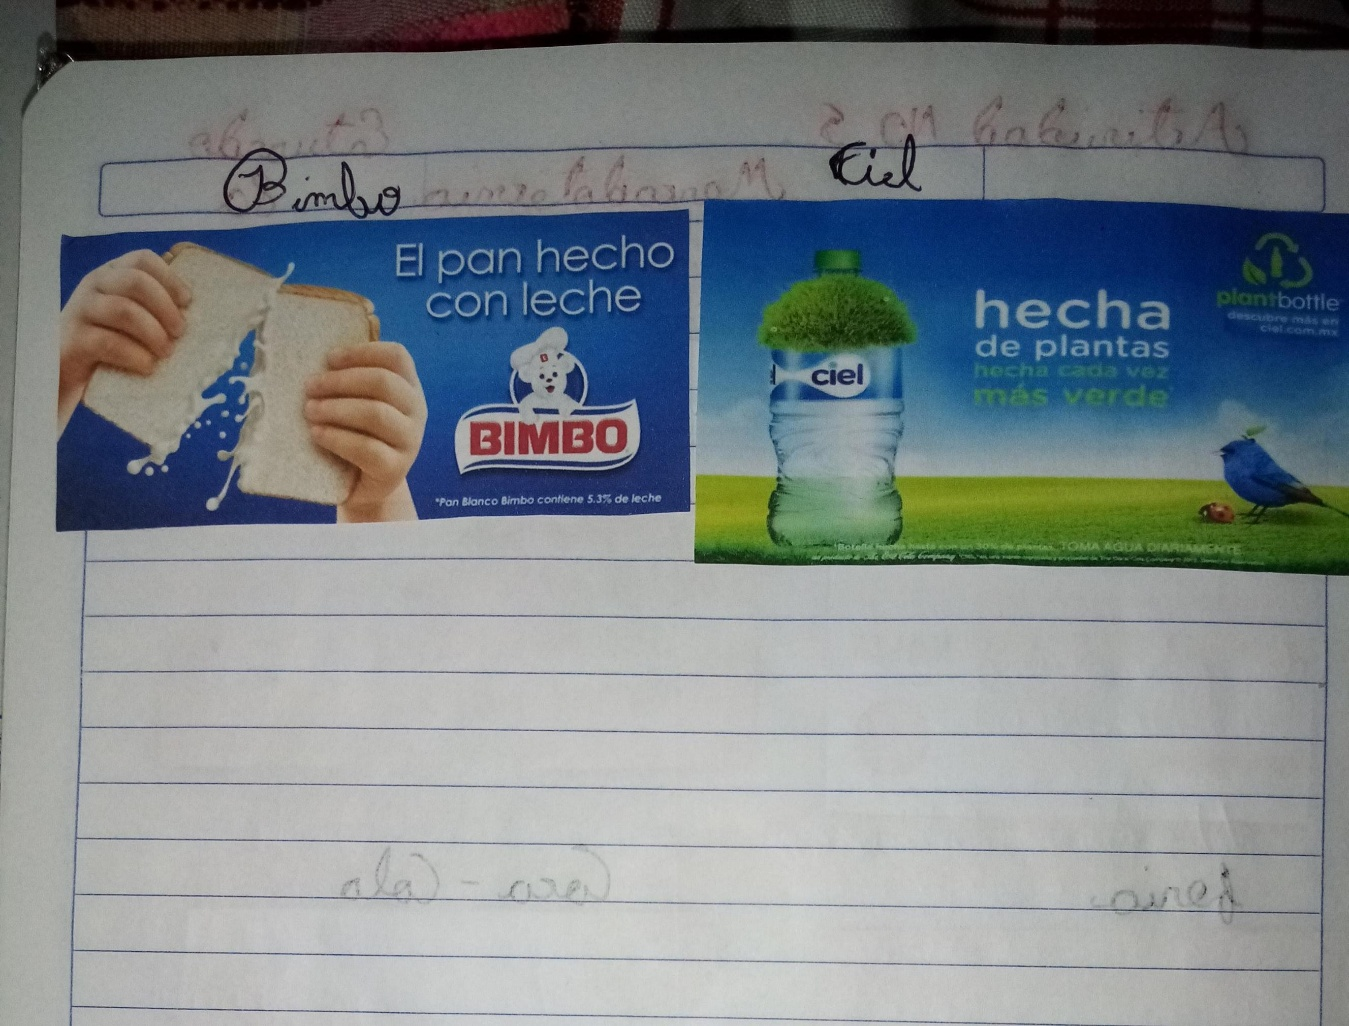 Bimbo
Ciel
El pan hecho
con leche
BIMBO
*Pan Blanco Bimbo contiene 5.3% de leche
plantbottle
descubre más en
ciel.com.mx
hecha
de plantas
hecha cada vez
más verde
ciel
TOMA AGUA DIARIAMENTE